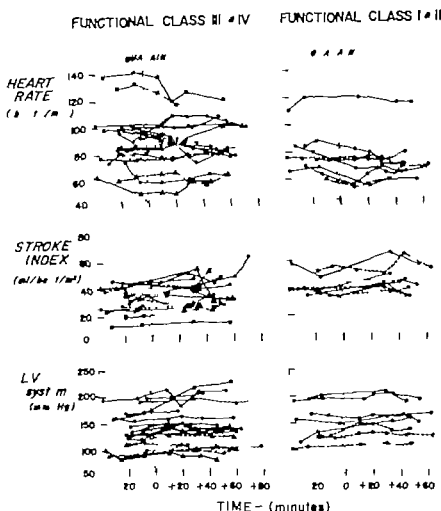 FUNCTIONAL CLASS III & IV FUNCTIONAL CLASS I & II
HEART
RATE
140
120
100
80
60
40
STROKE
INDEX
80
60
40
20
0
LV
syst
(mm Hg)
250
200
150
100
50
20 0 +20 +40 +60 +80 20 0 +20 +40 +60
TIME - (minutes)